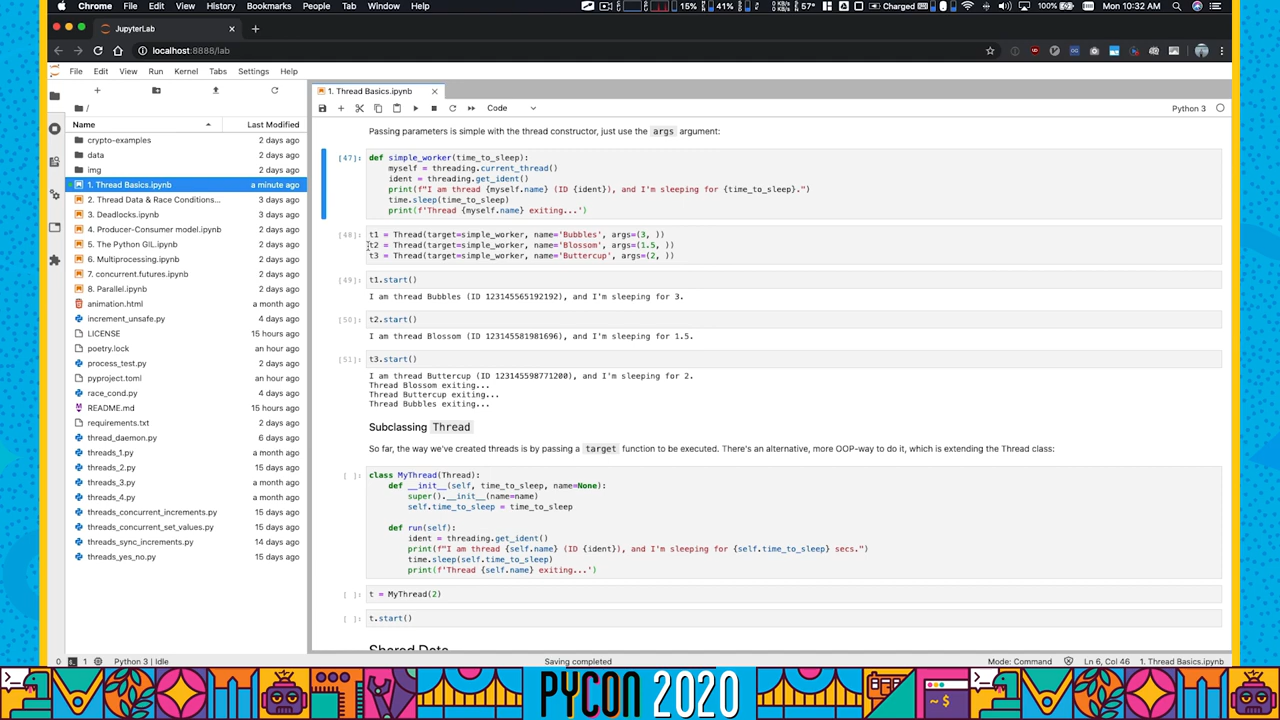 Chrome File Edit View History Bookmarks People Tab Window Help
15% 41% Charged 100% Mon 10:32 AM
JupyterLab
localhost:8888/lab
File Edit View Run Kernel Tabs Settings Help
/
Name Last Modified
crypto-examples 2 days ago
data 2 days ago
img 2 days ago
1. Thread Basics.ipynb a minute ago
2. Thread Data & Race Conditions... 3 days ago
3. Deadlocks.ipynb 2 days ago
4. Producer-Consumer model.ipynb 2 days ago
5. The Python GIL.ipynb 2 days ago
6. Multiprocessing.ipynb 2 days ago
7. concurrent.futures.ipynb 2 days ago
8. Parallel.ipynb 2 days ago
animation.html a month ago
increment_unsafe.py 4 days ago
LICENSE 15 hours ago
poetry.lock an hour ago
process_test.py 2 days ago
pyproject.toml an hour ago
race_cond.py 4 days ago
README.md 15 hours ago
requirements.txt 2 days ago
thread_daemon.py 6 days ago
threads_1.py a month ago
threads_2.py 15 days ago
threads_3.py a month ago
threads_4.py a month ago
threads_concurrent_increments.py 15 days ago
threads_concurrent_set_values.py 15 days ago
threads_sync_increments.py 14 days ago
threads_yes_no.py 15 days ago
1. Thread Basics.ipynb
Code
Python 3
Passing parameters is simple with the thread constructor, just use the args argument:
[47]: def simple_worker(time_to_sleep):
myself = threading.current_thread()
ident = threading.get_ident()
print(f"I am thread {myself.name} (ID {ident}), and I'm sleeping for {time_to_sleep}.")
time.sleep(time_to_sleep)
print(f'Thread {myself.name} exiting...')
[48]: t1 = Thread(target=simple_worker, name='Bubbles', args=(3, ))
t2 = Thread(target=simple_worker, name='Blossom', args=(1.5, ))
t3 = Thread(target=simple_worker, name='Buttercup', args=(2, ))
[49]: t1.start()
I am thread Bubbles (ID 123145565192192), and I'm sleeping for 3.
[50]: t2.start()
I am thread Blossom (ID 123145581981696), and I'm sleeping for 1.5.
[51]: t3.start()
I am thread Buttercup (ID 123145598771200), and I'm sleeping for 2.
Thread Blossom exiting...
Thread Buttercup exiting...
Thread Bubbles exiting...
Subclassing Thread
So far, the way we've created threads is by passing a target function to be executed. There's an alternative, more OOP-way to do it, which is extending the Thread class:
[ ]: class MyThread(Thread):
def __init__(self, time_to_sleep, name=None):
super().__init__(name=name)
self.time_to_sleep = time_to_sleep
def run(self):
ident = threading.get_ident()
print(f"I am thread {self.name} (ID {ident}), and I'm sleeping for {self.time_to_sleep} secs.")
time.sleep(self.time_to_sleep)
print(f'Thread {self.name} exiting...')
[ ]: t = MyThread(2)
[ ]: t.start()
Shared Data
0 1 Python 3 | Idle Saving completed Mode: Command Ln 6, Col 46 1. Thread Basics.ipynb
PYCON 2020